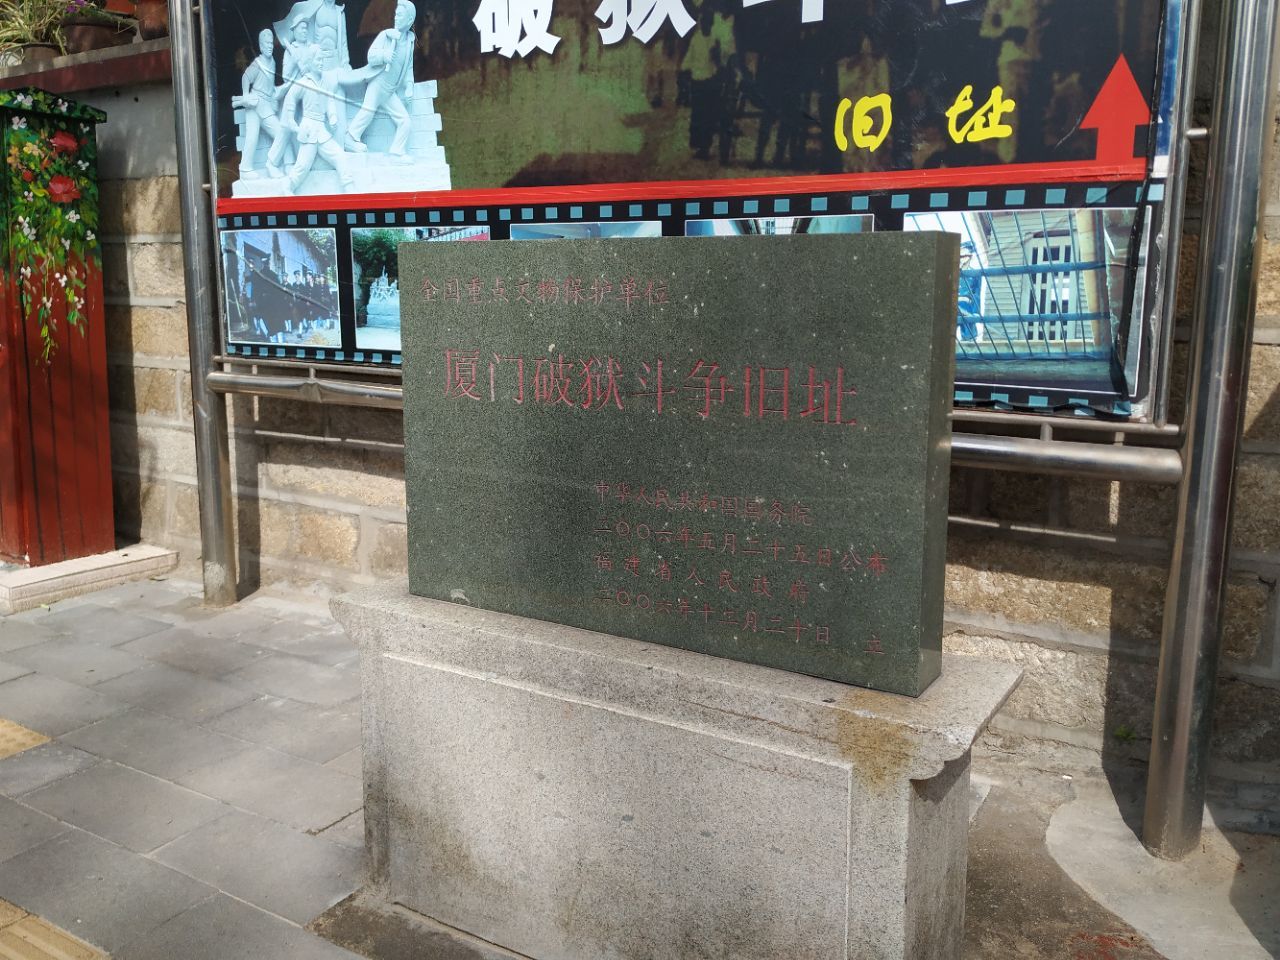 破狱斗
旧址
全国重点文物保护单位
厦门破狱斗争旧址
中华人民共和国国务院
二〇〇六年五月二十五日公布
福建省人民政府
二〇〇六年十二月二十日 立